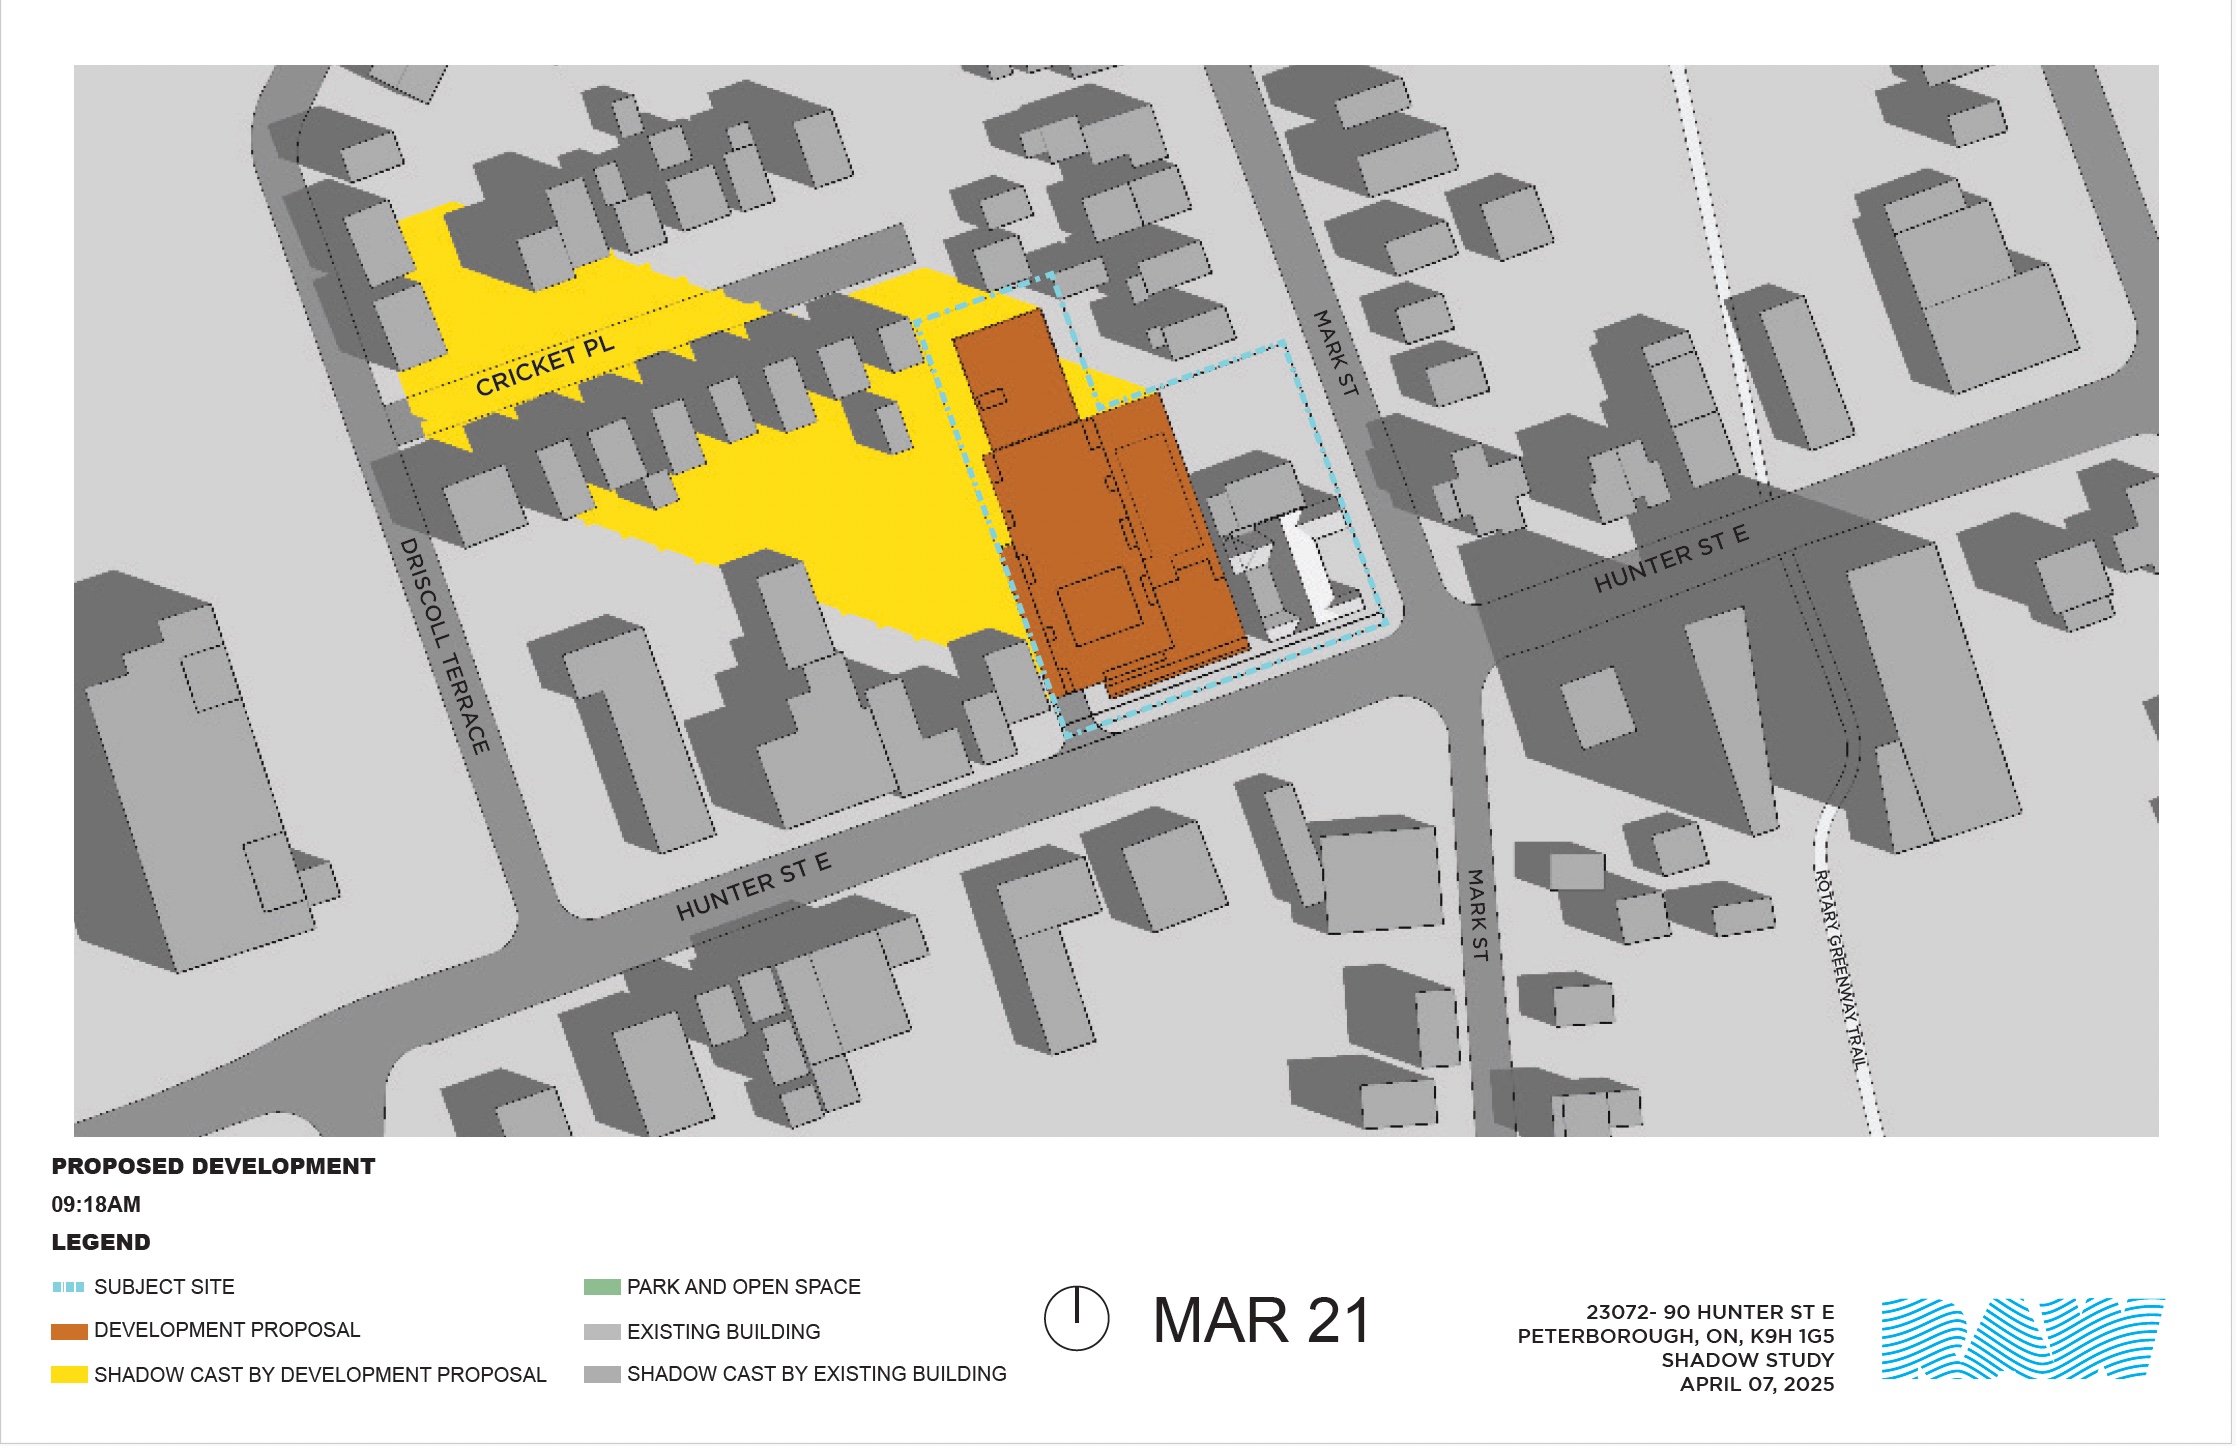 MARK ST
CRICKET PL
HUNTER ST E
DRISCOLL TERRACE
HUNTER ST E
MARK ST
ROTARY GREENWAY TRAIL
PROPOSED DEVELOPMENT
09:18AM
LEGEND
SUBJECT SITE
DEVELOPMENT PROPOSAL
SHADOW CAST BY DEVELOPMENT PROPOSAL
PARK AND OPEN SPACE
EXISTING BUILDING
SHADOW CAST BY EXISTING BUILDING
MAR 21
23072- 90 HUNTER ST E
PETERBOROUGH, ON, K9H 1G5
SHADOW STUDY
APRIL 07, 2025